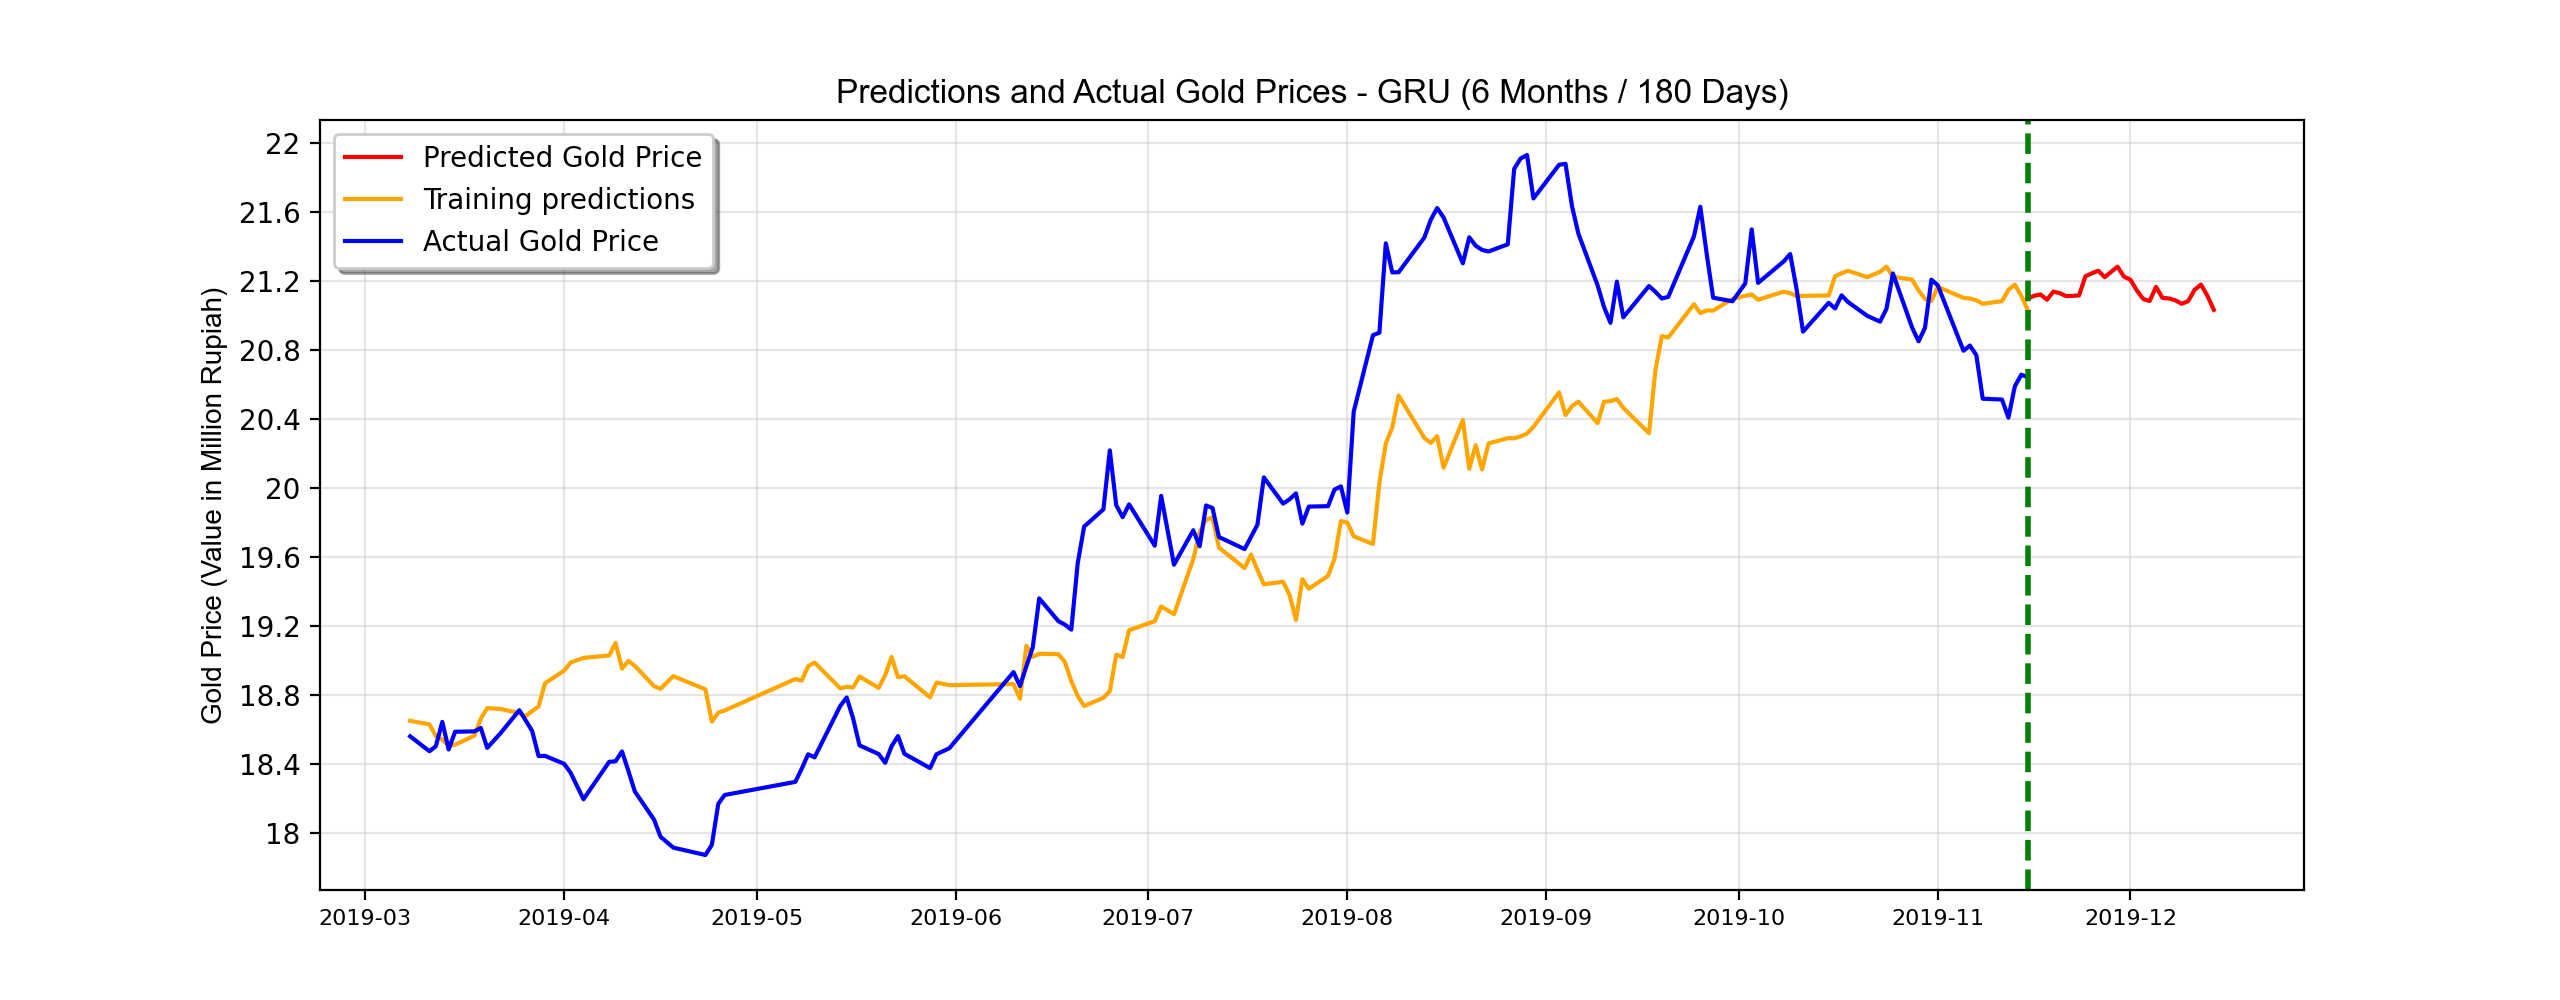 Predictions and Actual Gold Prices - GRU (6 Months / 180 Days)
Predicted Gold Price
Training predictions
Actual Gold Price
Gold Price (Value in Million Rupiah)
22
21.6
21.2
20.8
20.4
20
19.6
19.2
18.8
18.4
18
2019-03 2019-04 2019-05 2019-06 2019-07 2019-08 2019-09 2019-10 2019-11 2019-12